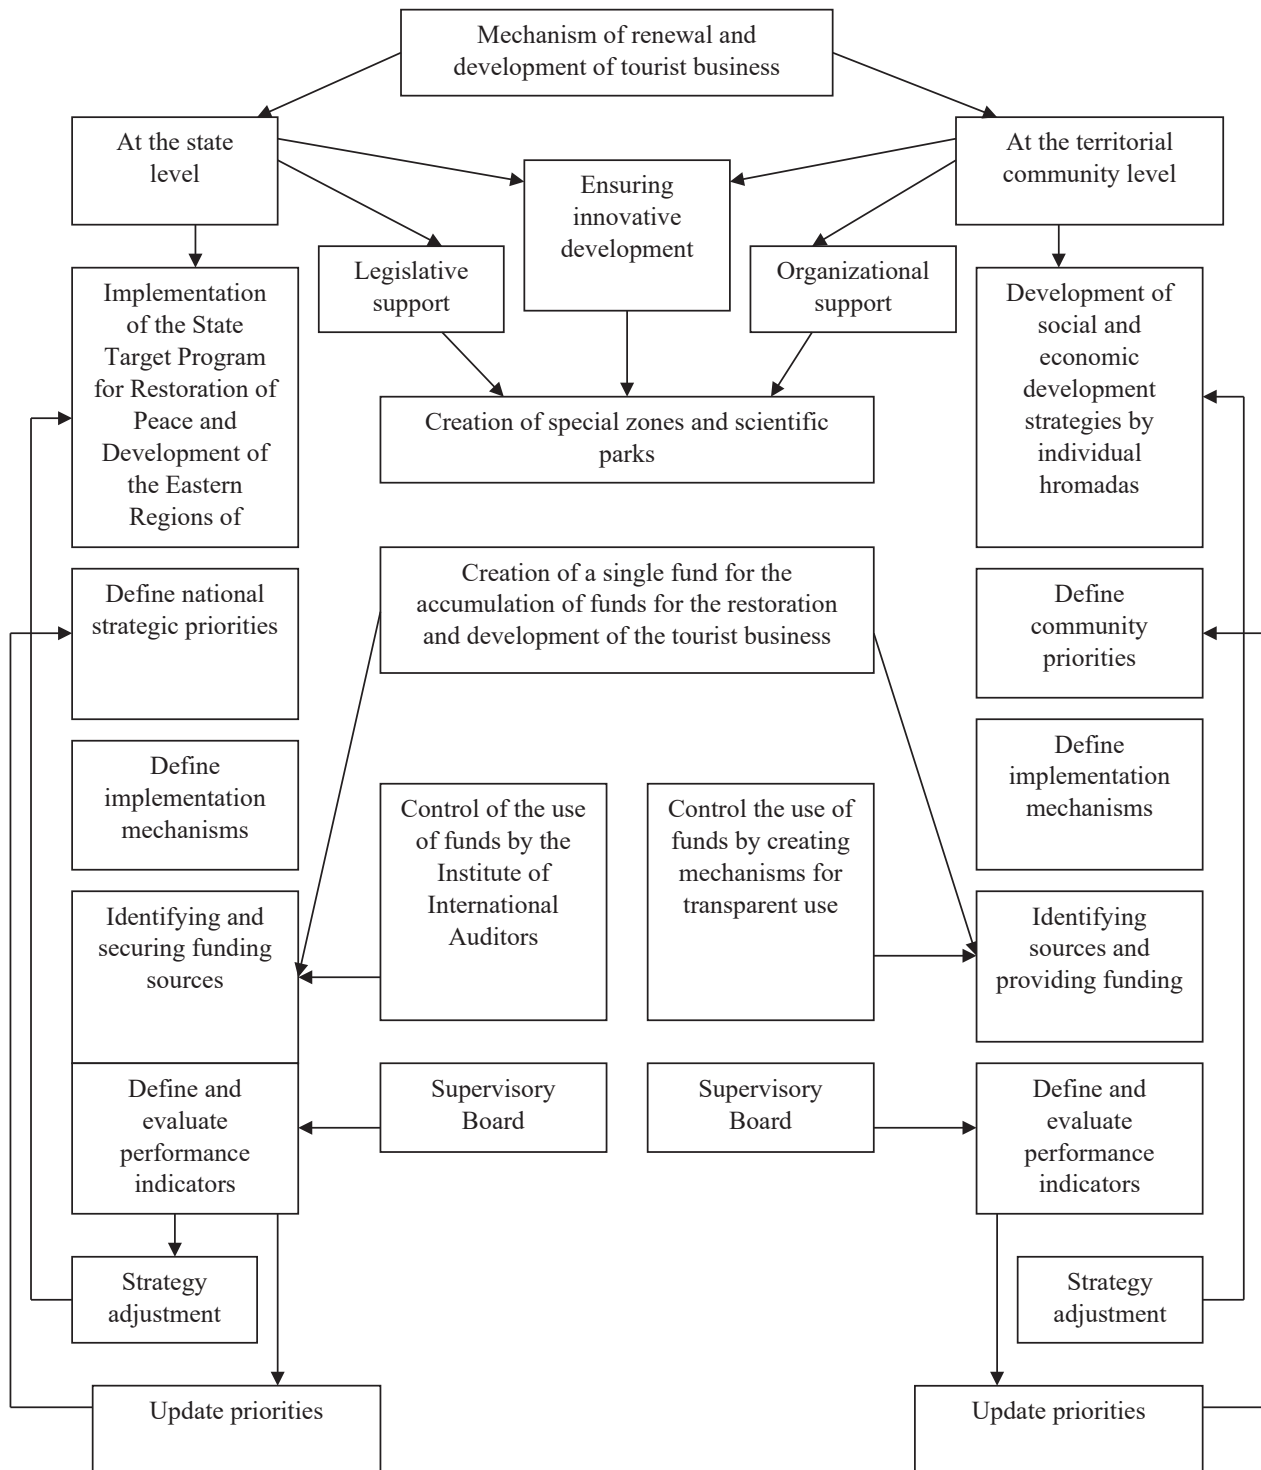 Mechanism of renewal and
development of tourist business
At the state
level
At the territorial
community level
Ensuring
innovative
development
Legislative
support
Organizational
support
Implementation
of the State
Target Program
for Restoration of
Peace and
Development of
the Eastern
Regions of
Development of
social and
economic
development
strategies by
individual
hromadas
Creation of special zones and scientific
parks
Creation of a single fund for the
accumulation of funds for the restoration
and development of the tourist business
Define national
strategic priorities
Define
community
priorities
Define
implementation
mechanisms
Define
implementation
mechanisms
Control of the use
of funds by the
Institute of
International
Auditors
Control the use of
funds by creating
mechanisms for
transparent use
Identifying and
securing funding
sources
Identifying
sources and
providing funding
Define and
evaluate
performance
indicators
Supervisory
Board
Supervisory
Board
Define and
evaluate
performance
indicators
Strategy
adjustment
Strategy
adjustment
Update priorities
Update priorities